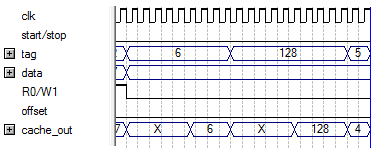 clk
start/stop
tag 6 128 5
data
R0/W1
offset
cache_out 7 X 6 X 128 4